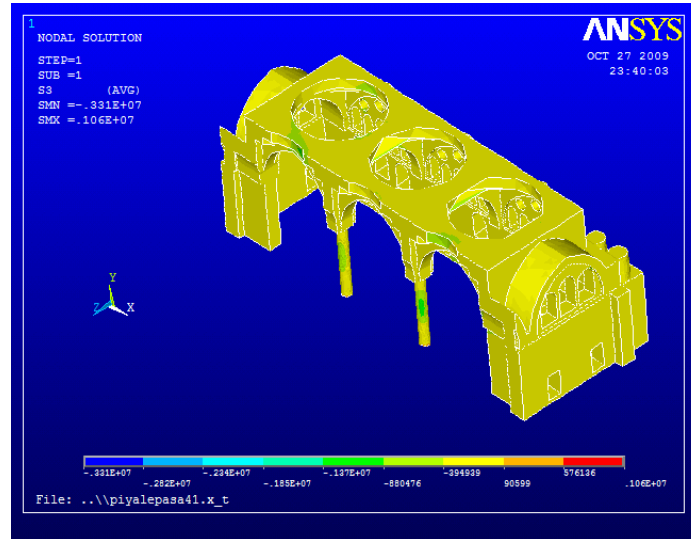 1
NODAL SOLUTION
STEP=1
SUB =1
S3 (AVG)
SMN =-.331E+07
SMX =.106E+07
ANSYS
OCT 27 2009
23:40:03
Y
Z X
-.331E+07 -.234E+07 -.137E+07 -394939 576136
-.282E+07 -.185E+07 -880476 90599 .106E+07
File: ..\\piyalepasa41.x_t